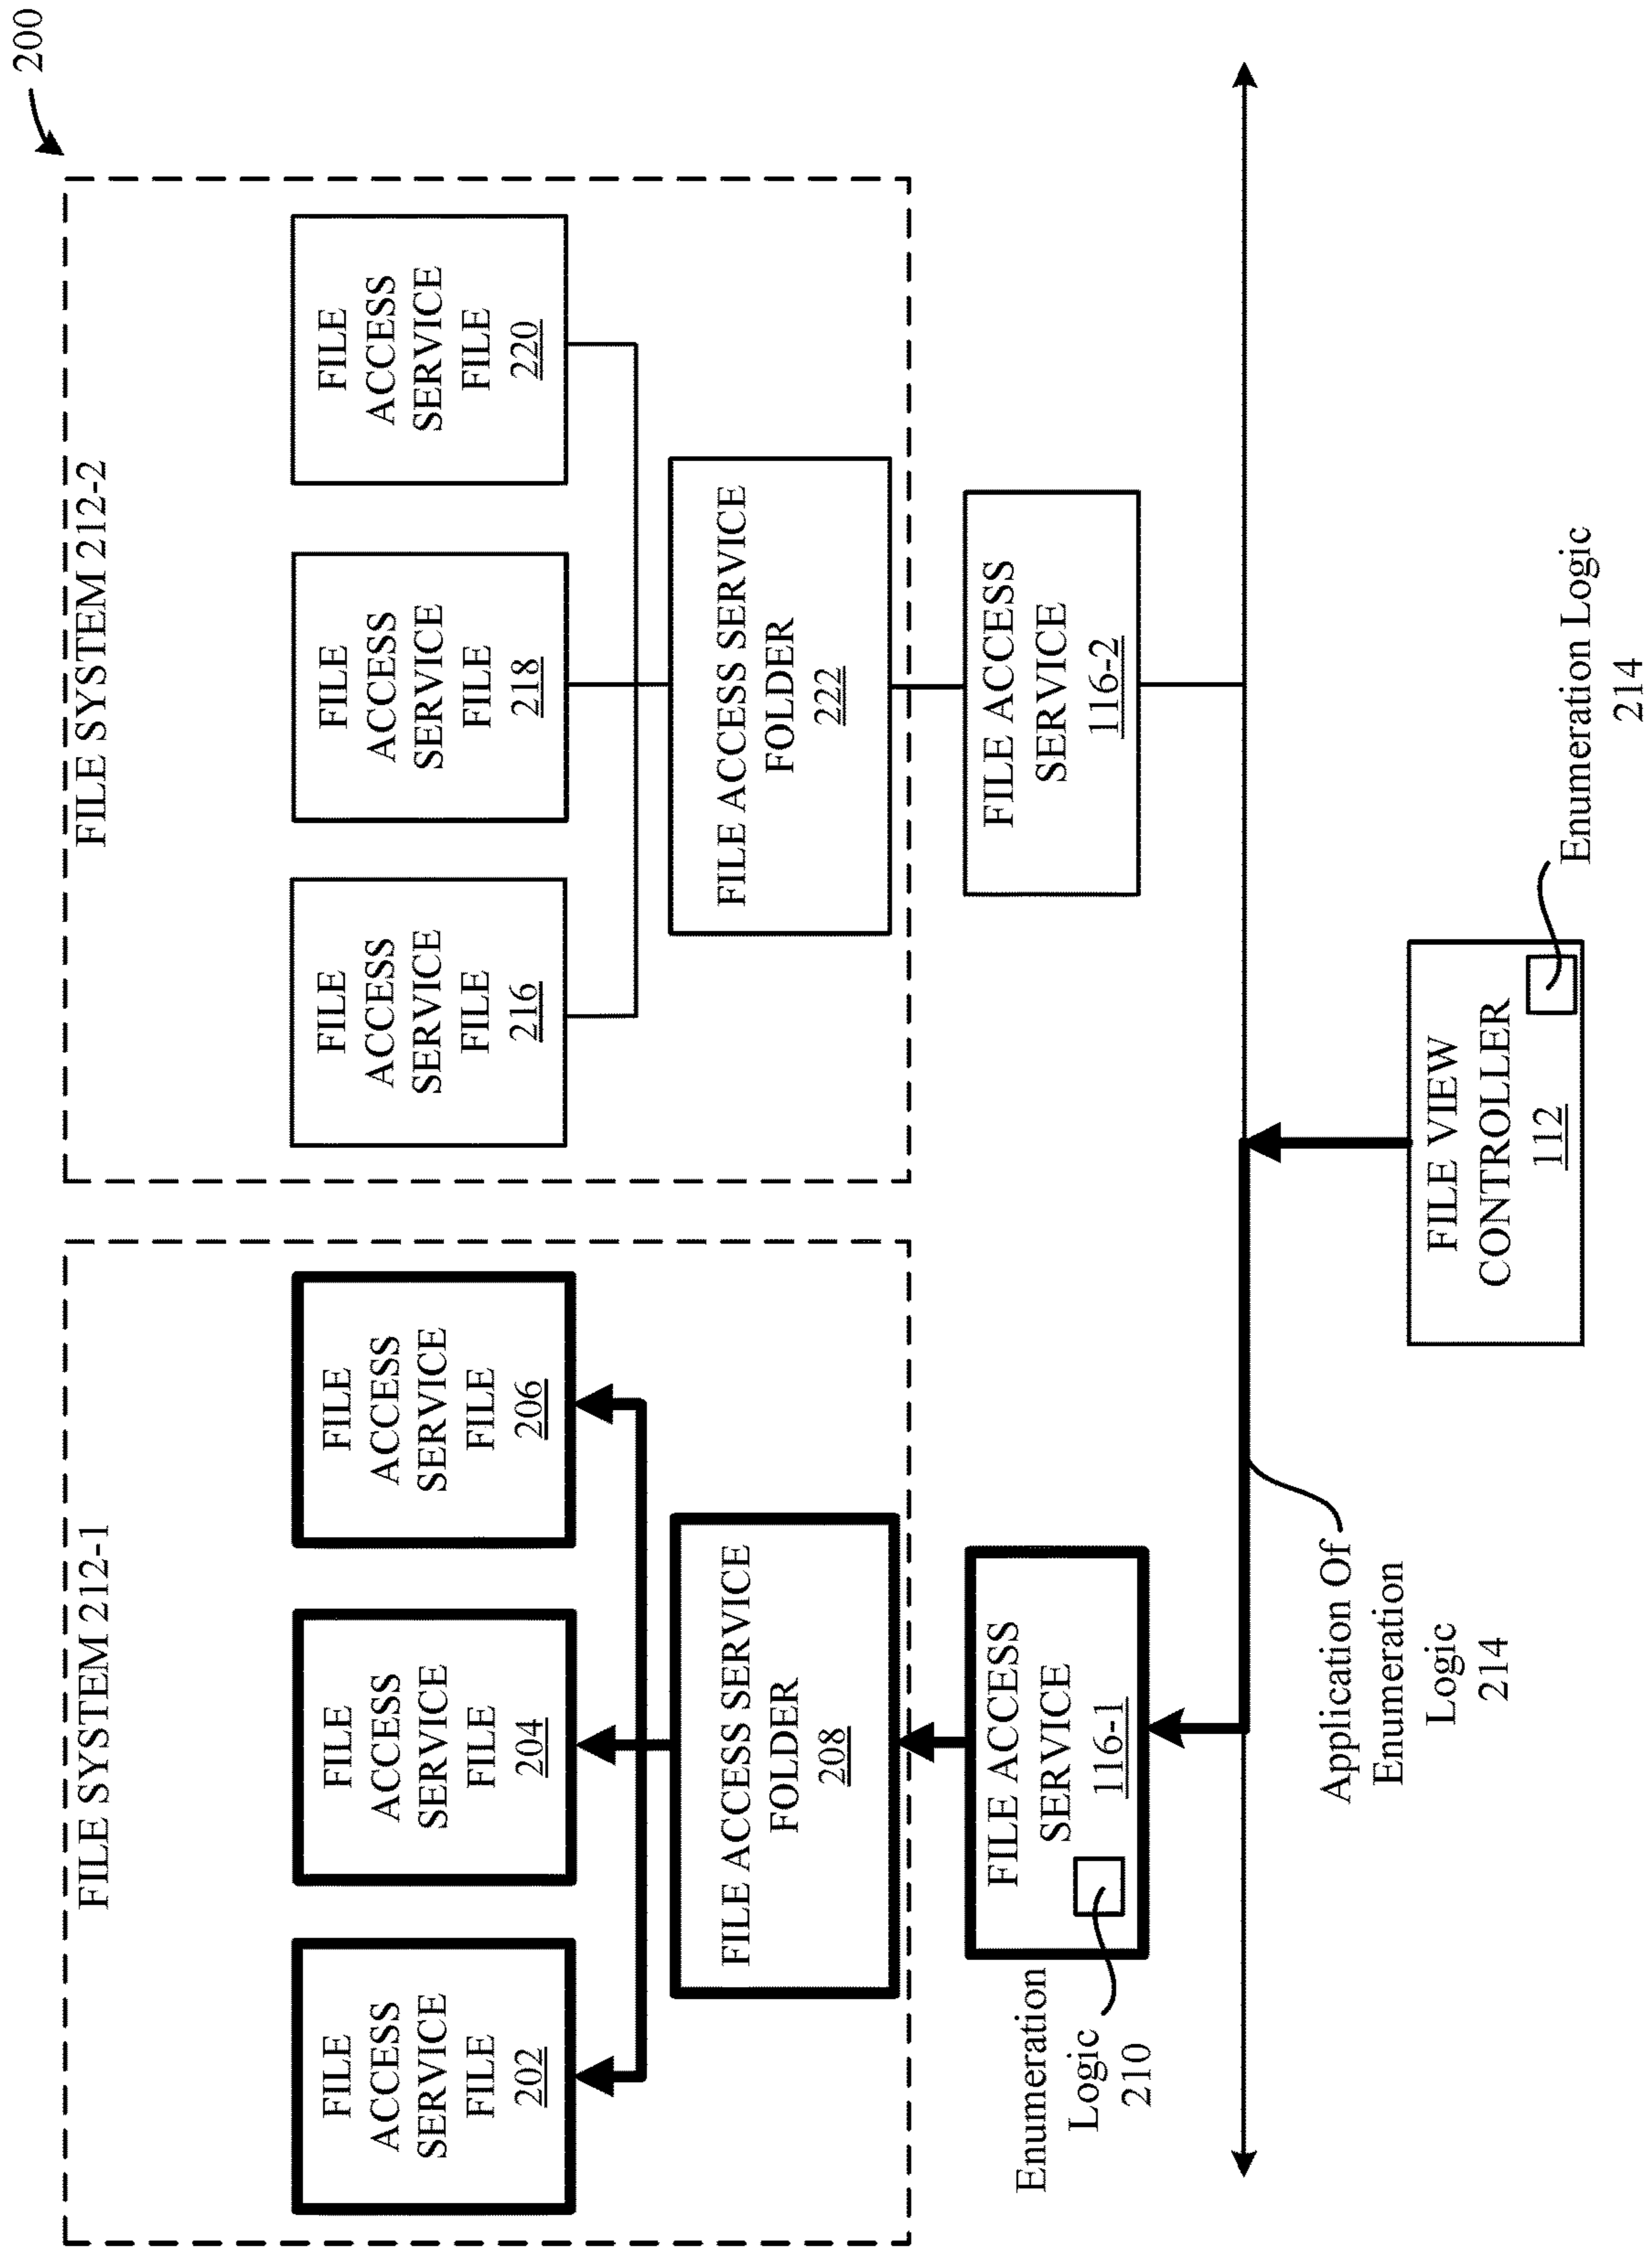 200
FILE SYSTEM 212-1
FILE SYSTEM 212-2
FILE
ACCESS
SERVICE
FILE
202
FILE
ACCESS
SERVICE
FILE
204
FILE
ACCESS
SERVICE
FILE
206
FILE
ACCESS
SERVICE
FILE
216
FILE
ACCESS
SERVICE
FILE
218
FILE
ACCESS
SERVICE
FILE
220
FILE ACCESS SERVICE
FOLDER
208
FILE ACCESS SERVICE
FOLDER
222
Enumeration
Logic
210
FILE ACCESS
SERVICE
116-1
FILE ACCESS
SERVICE
116-2
Application Of
Enumeration
Logic
214
FILE VIEW
CONTROLLER
112
Enumeration Logic
214